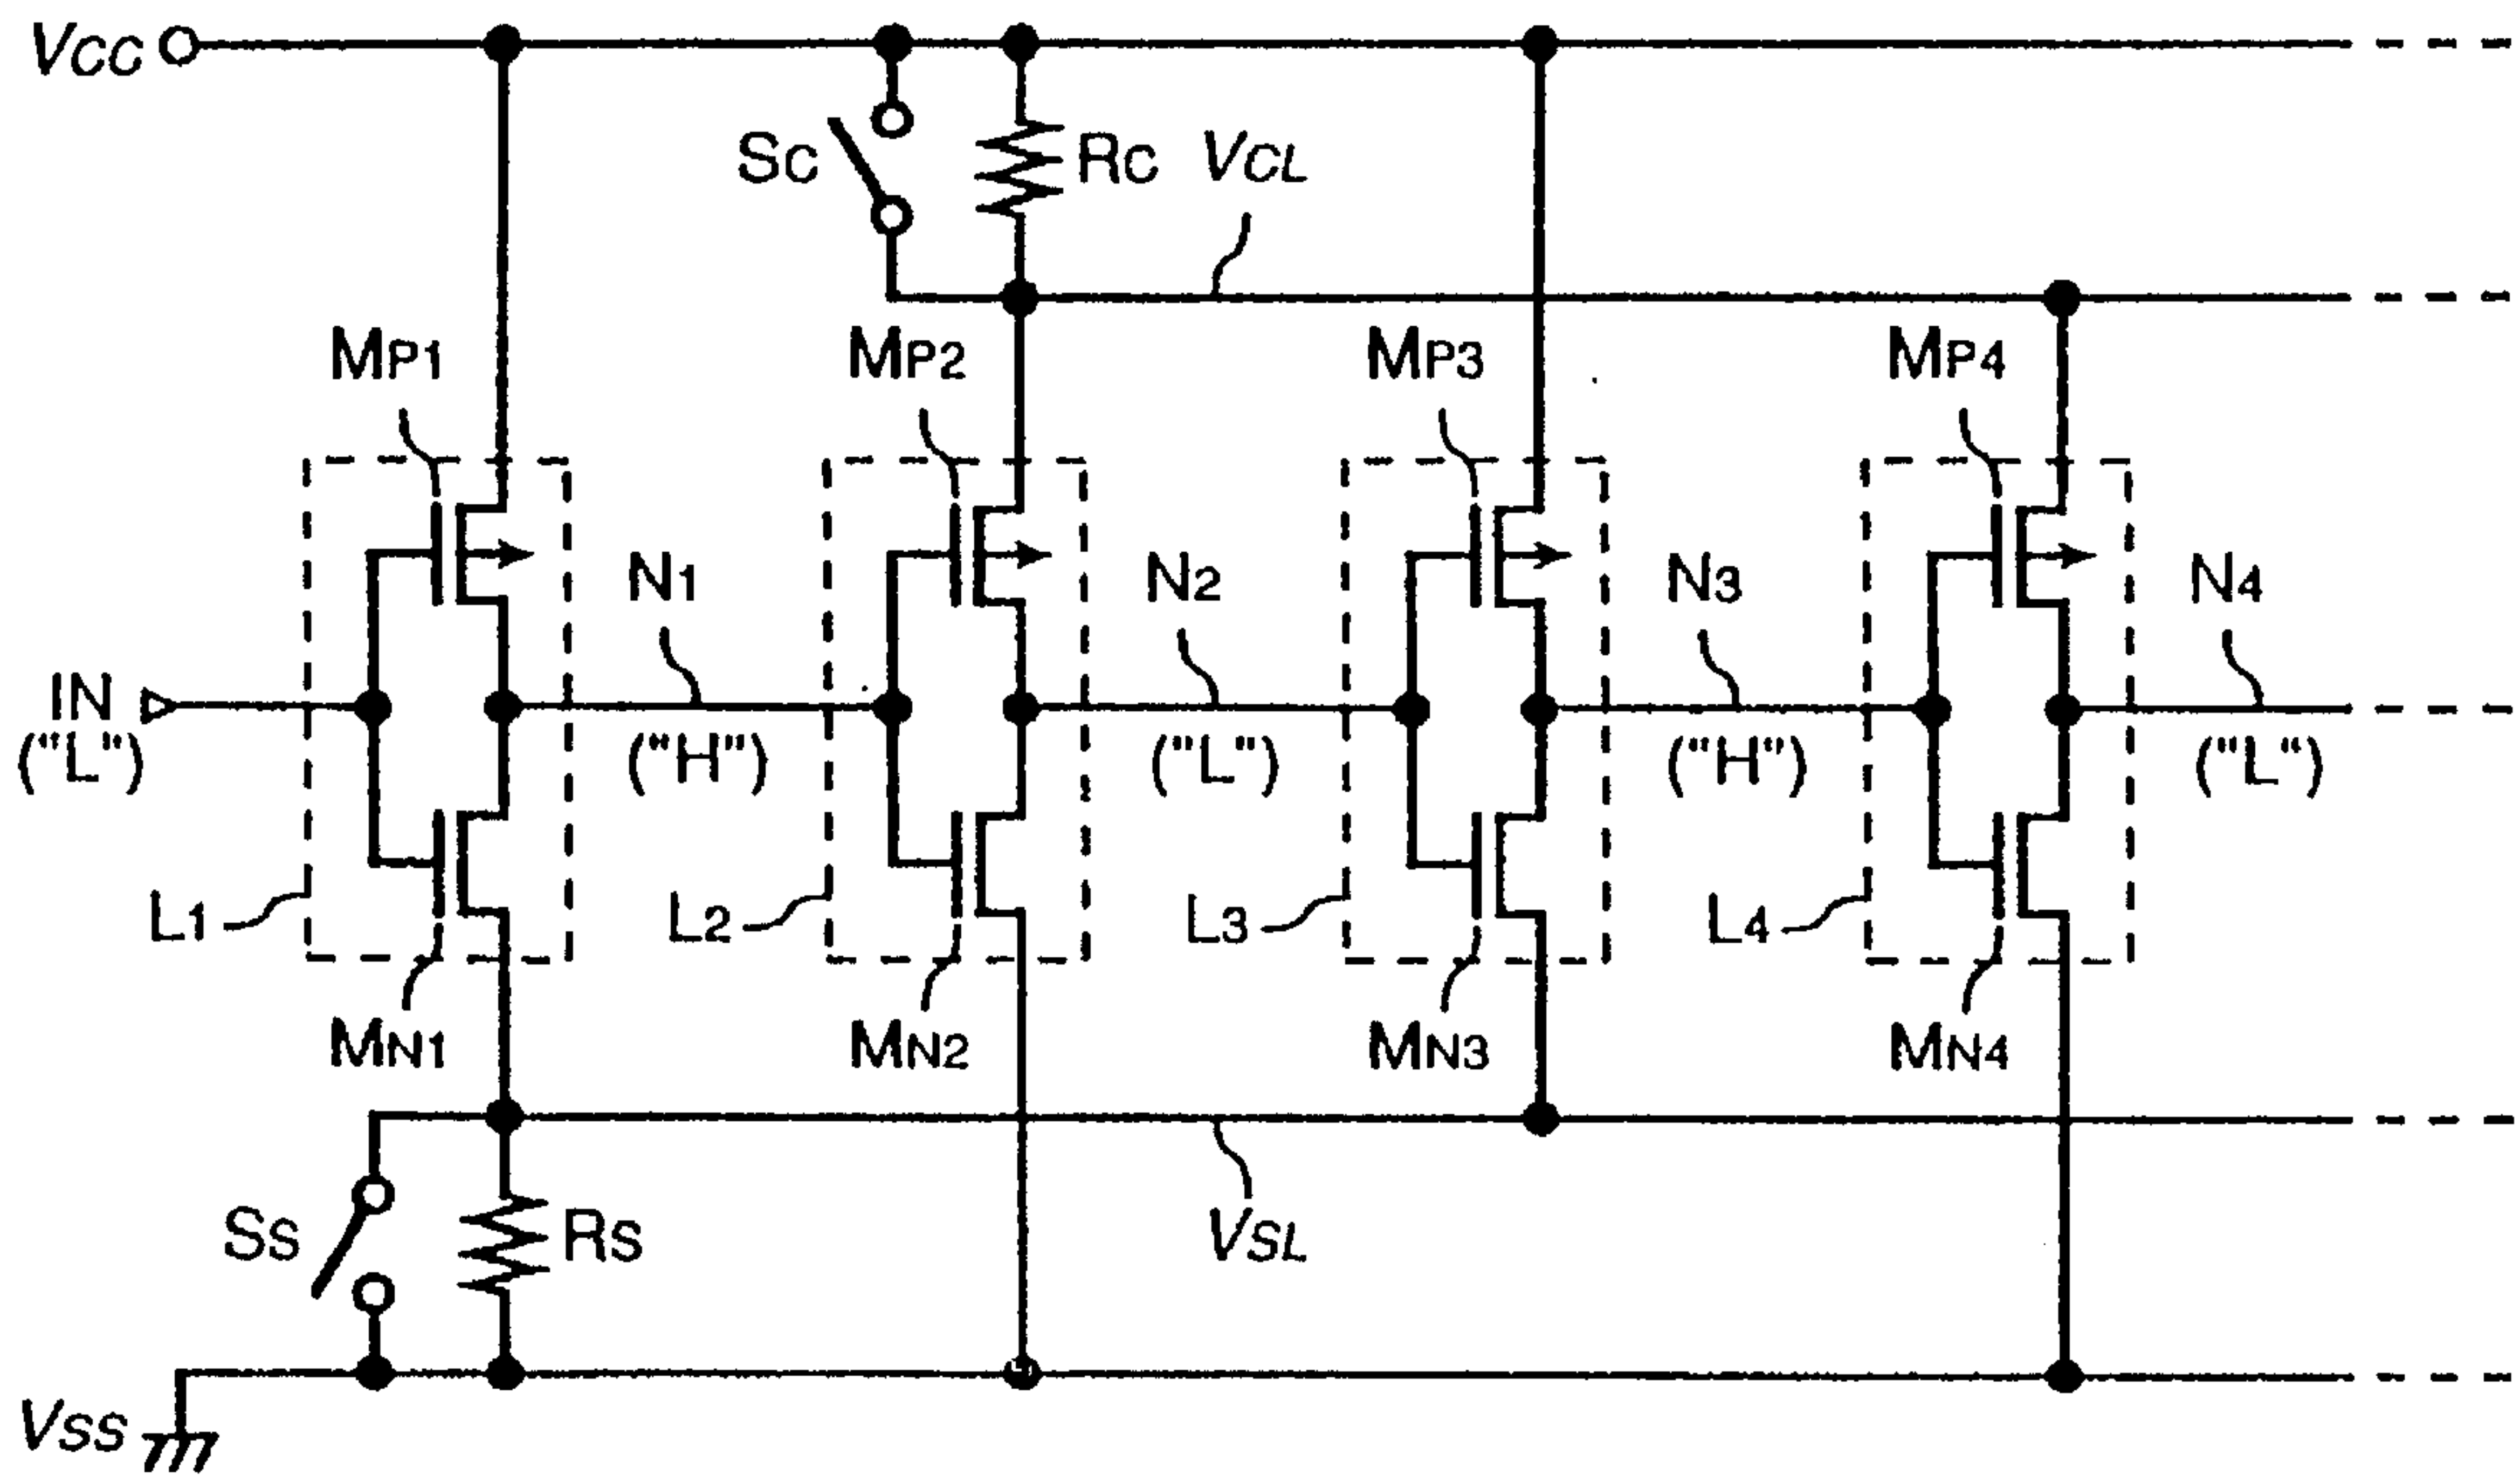 VCC
SC RC VCL
MP1 MP2 MP3 MP4
N1 N2 N3 N4
IN
("L") ("H") ("L") ("H") ("L")
L1 L2 L3 L4
MN1 MN2 MN3 MN4
SS RS VSL
VSS